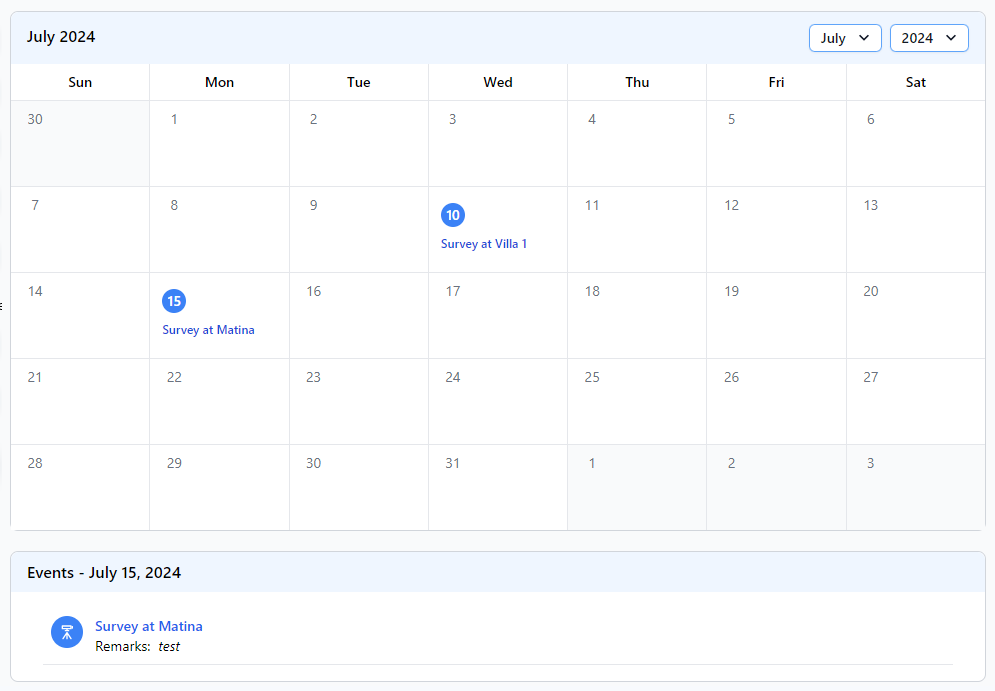 July 2024 July 2024
Sun Mon Tue Wed Thu Fri Sat
30 1 2 3 4 5 6
7 8 9 10 11 12 13
Survey at Villa 1
14 15 16 17 18 19 20
Survey at Matina
21 22 23 24 25 26 27
28 29 30 31 1 2 3
Events - July 15, 2024
Survey at Matina
Remarks: test